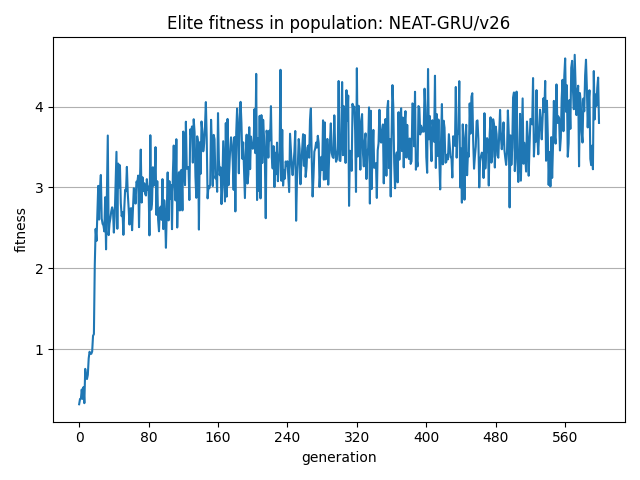 Elite fitness in population: NEAT-GRU/v26
fitness
4
3
2
1
0 80 160 240 320 400 480 560
generation